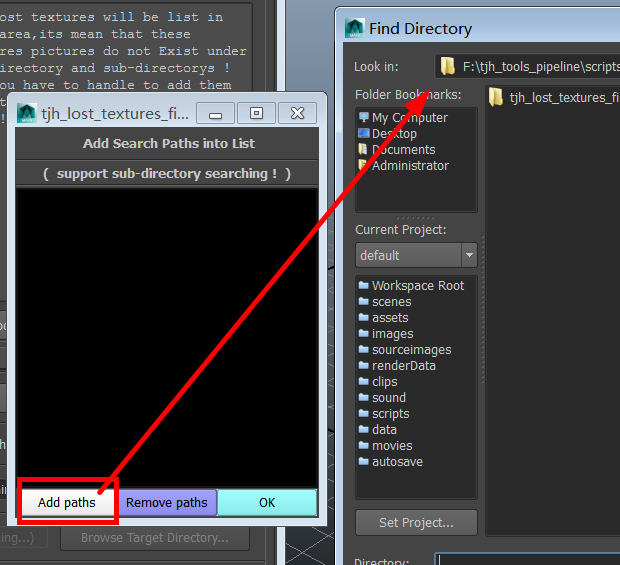 ost textures will be list in
area,its mean that these
res pictures do not Exist under
irectory and sub-directorys !
ou have to handle to add them
tjh_lost_textures_fi...
Add Search Paths into List
( support sub-directory searching ! )
Add paths
Remove paths
OK
ning...)
Browse Target Directory...
Find Directory
Look in:
F:\tjh_tools_pipeline\scripts
Folder Bookmarks:
My Computer
Desktop
Documents
Administrator
tjh_lost_textures_fi
Current Project:
default
Workspace Root
scenes
assets
images
sourceimages
renderData
clips
sound
scripts
data
movies
autosave
Set Project...
Directory: